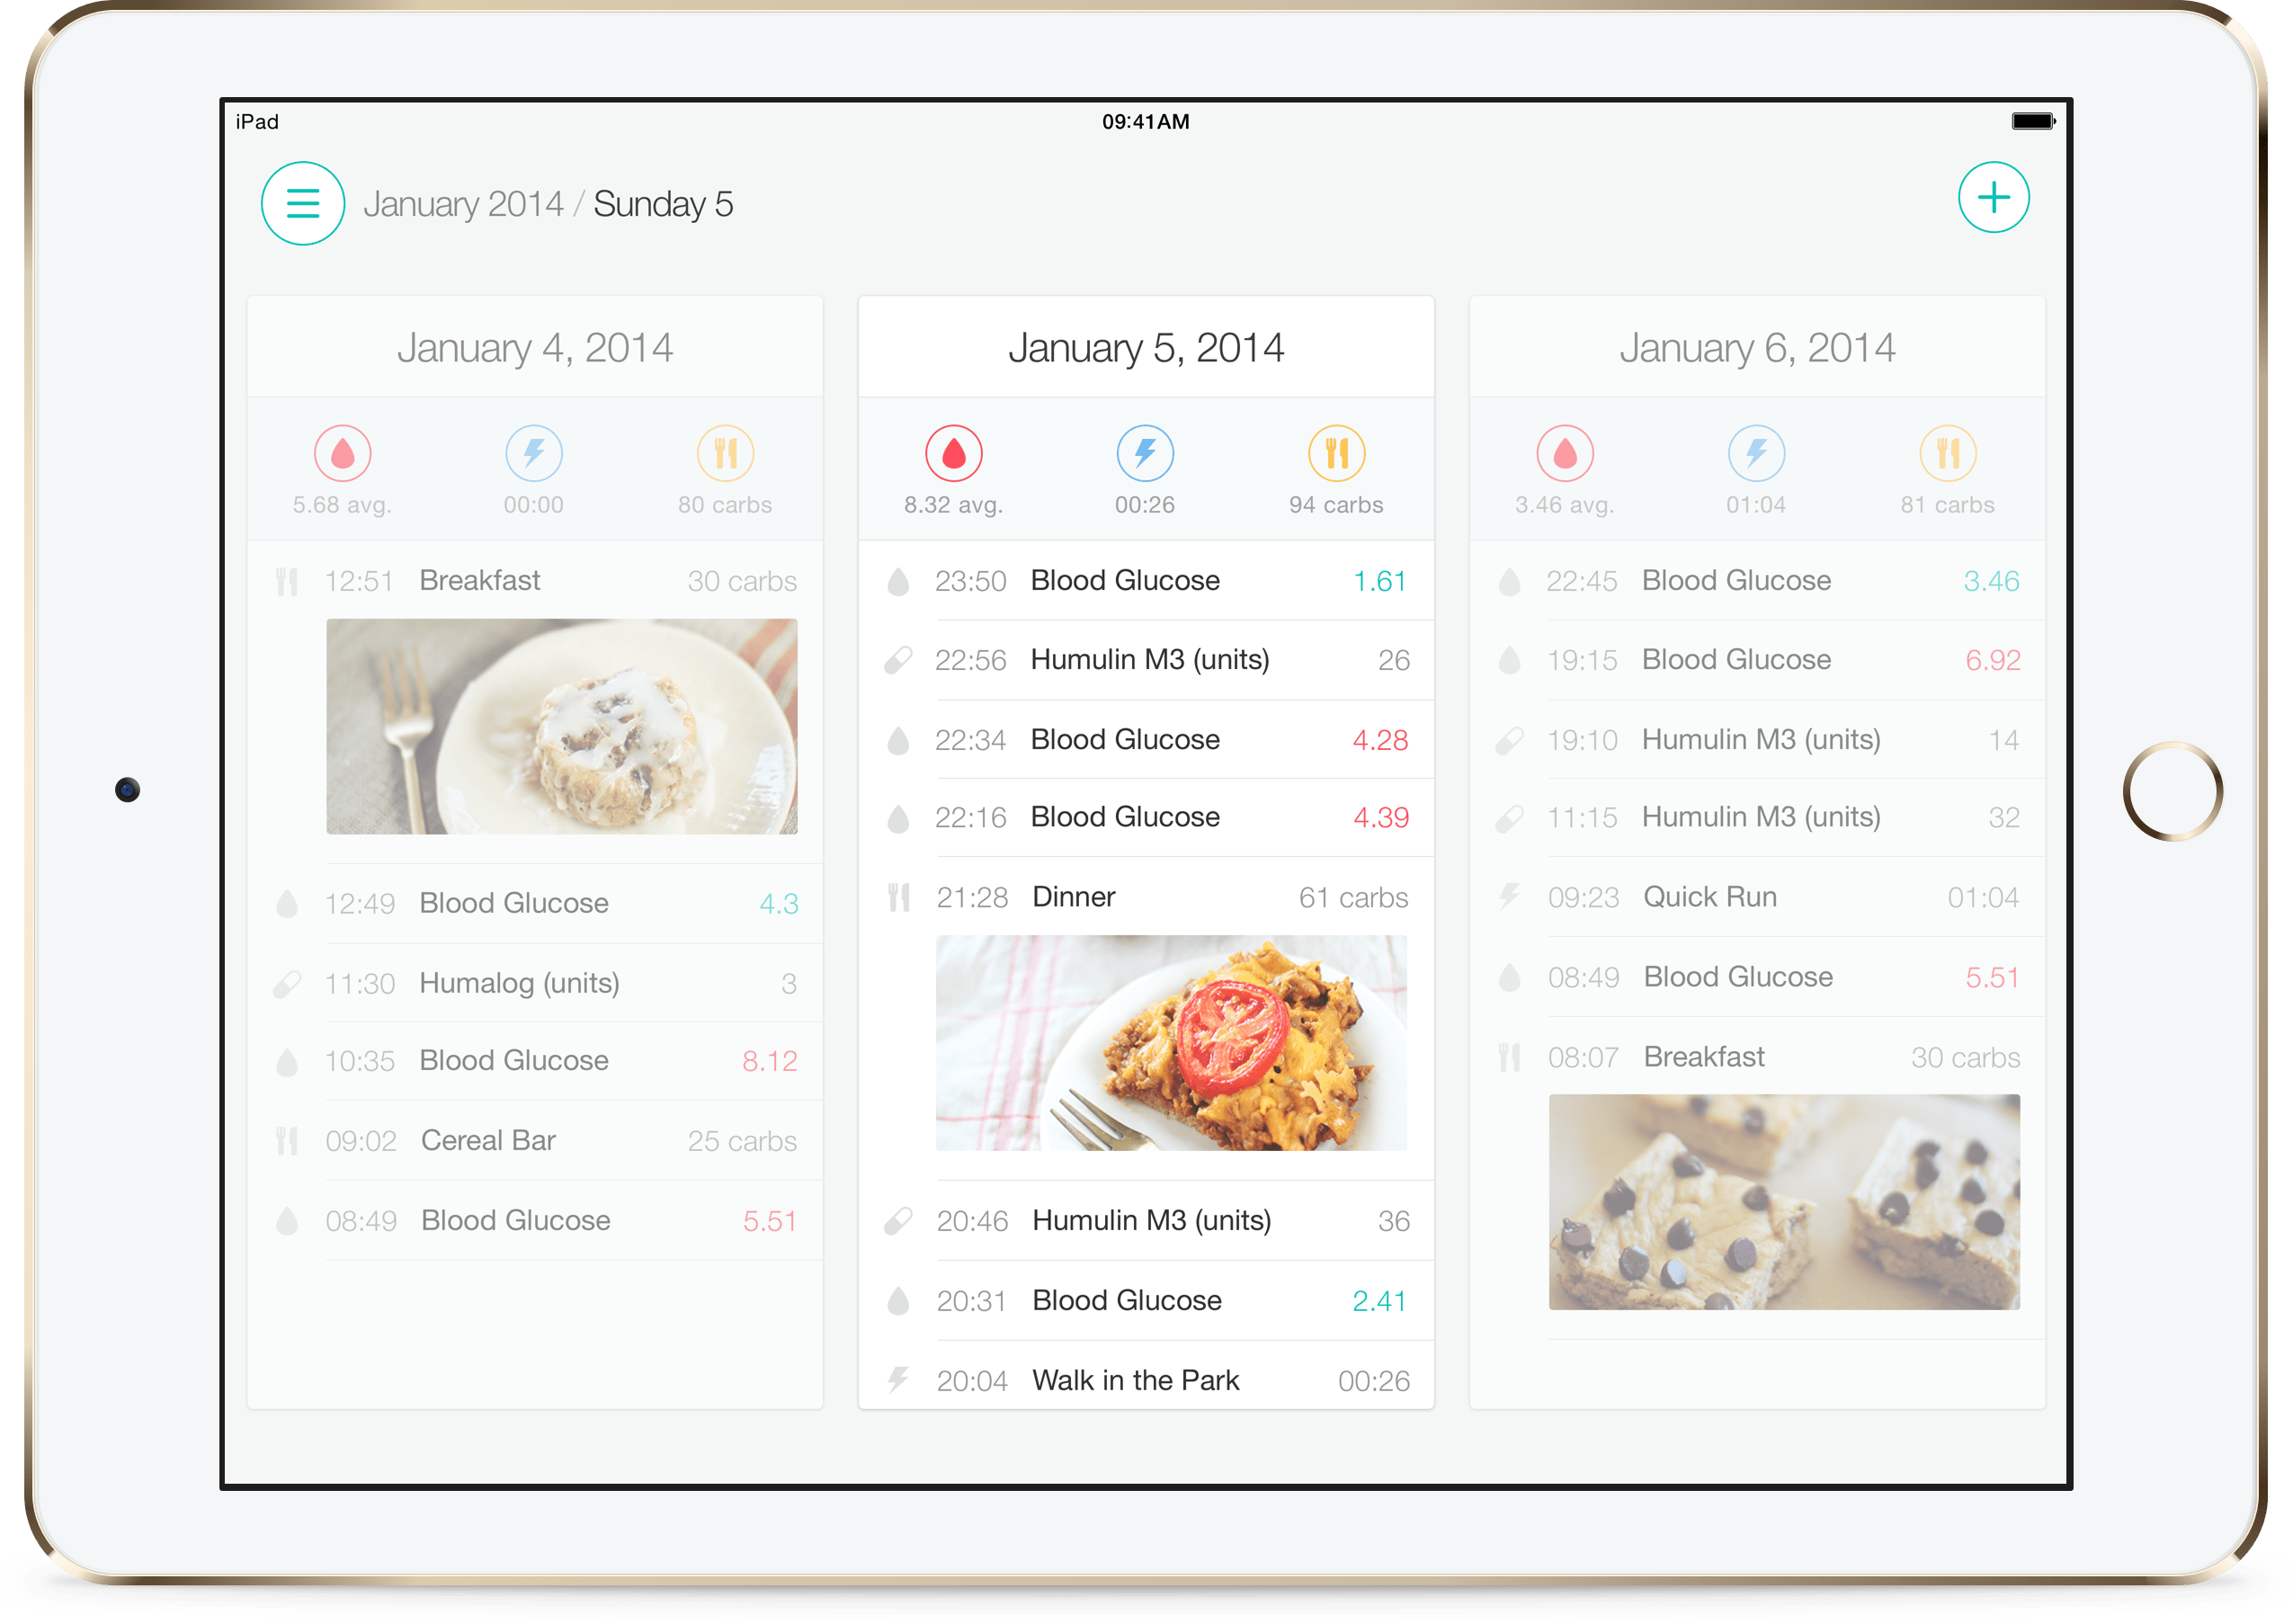 iPad
09:41AM
January 2014 / Sunday 5
January 4, 2014
5.68 avg.
00:00
80 carbs
12:51 Breakfast 30 carbs
12:49 Blood Glucose 4.3
11:30 Humalog (units) 3
10:35 Blood Glucose 8.12
09:02 Cereal Bar 25 carbs
08:49 Blood Glucose 5.51
January 5, 2014
8.32 avg.
00:26
94 carbs
23:50 Blood Glucose 1.61
22:56 Humulin M3 (units) 26
22:34 Blood Glucose 4.28
22:16 Blood Glucose 4.39
21:28 Dinner 61 carbs
20:46 Humulin M3 (units) 36
20:31 Blood Glucose 2.41
20:04 Walk in the Park 00:26
January 6, 2014
3.46 avg.
01:04
81 carbs
22:45 Blood Glucose 3.46
19:15 Blood Glucose 6.92
19:10 Humulin M3 (units) 14
11:15 Humulin M3 (units) 32
09:23 Quick Run 01:04
08:49 Blood Glucose 5.51
08:07 Breakfast 30 carbs